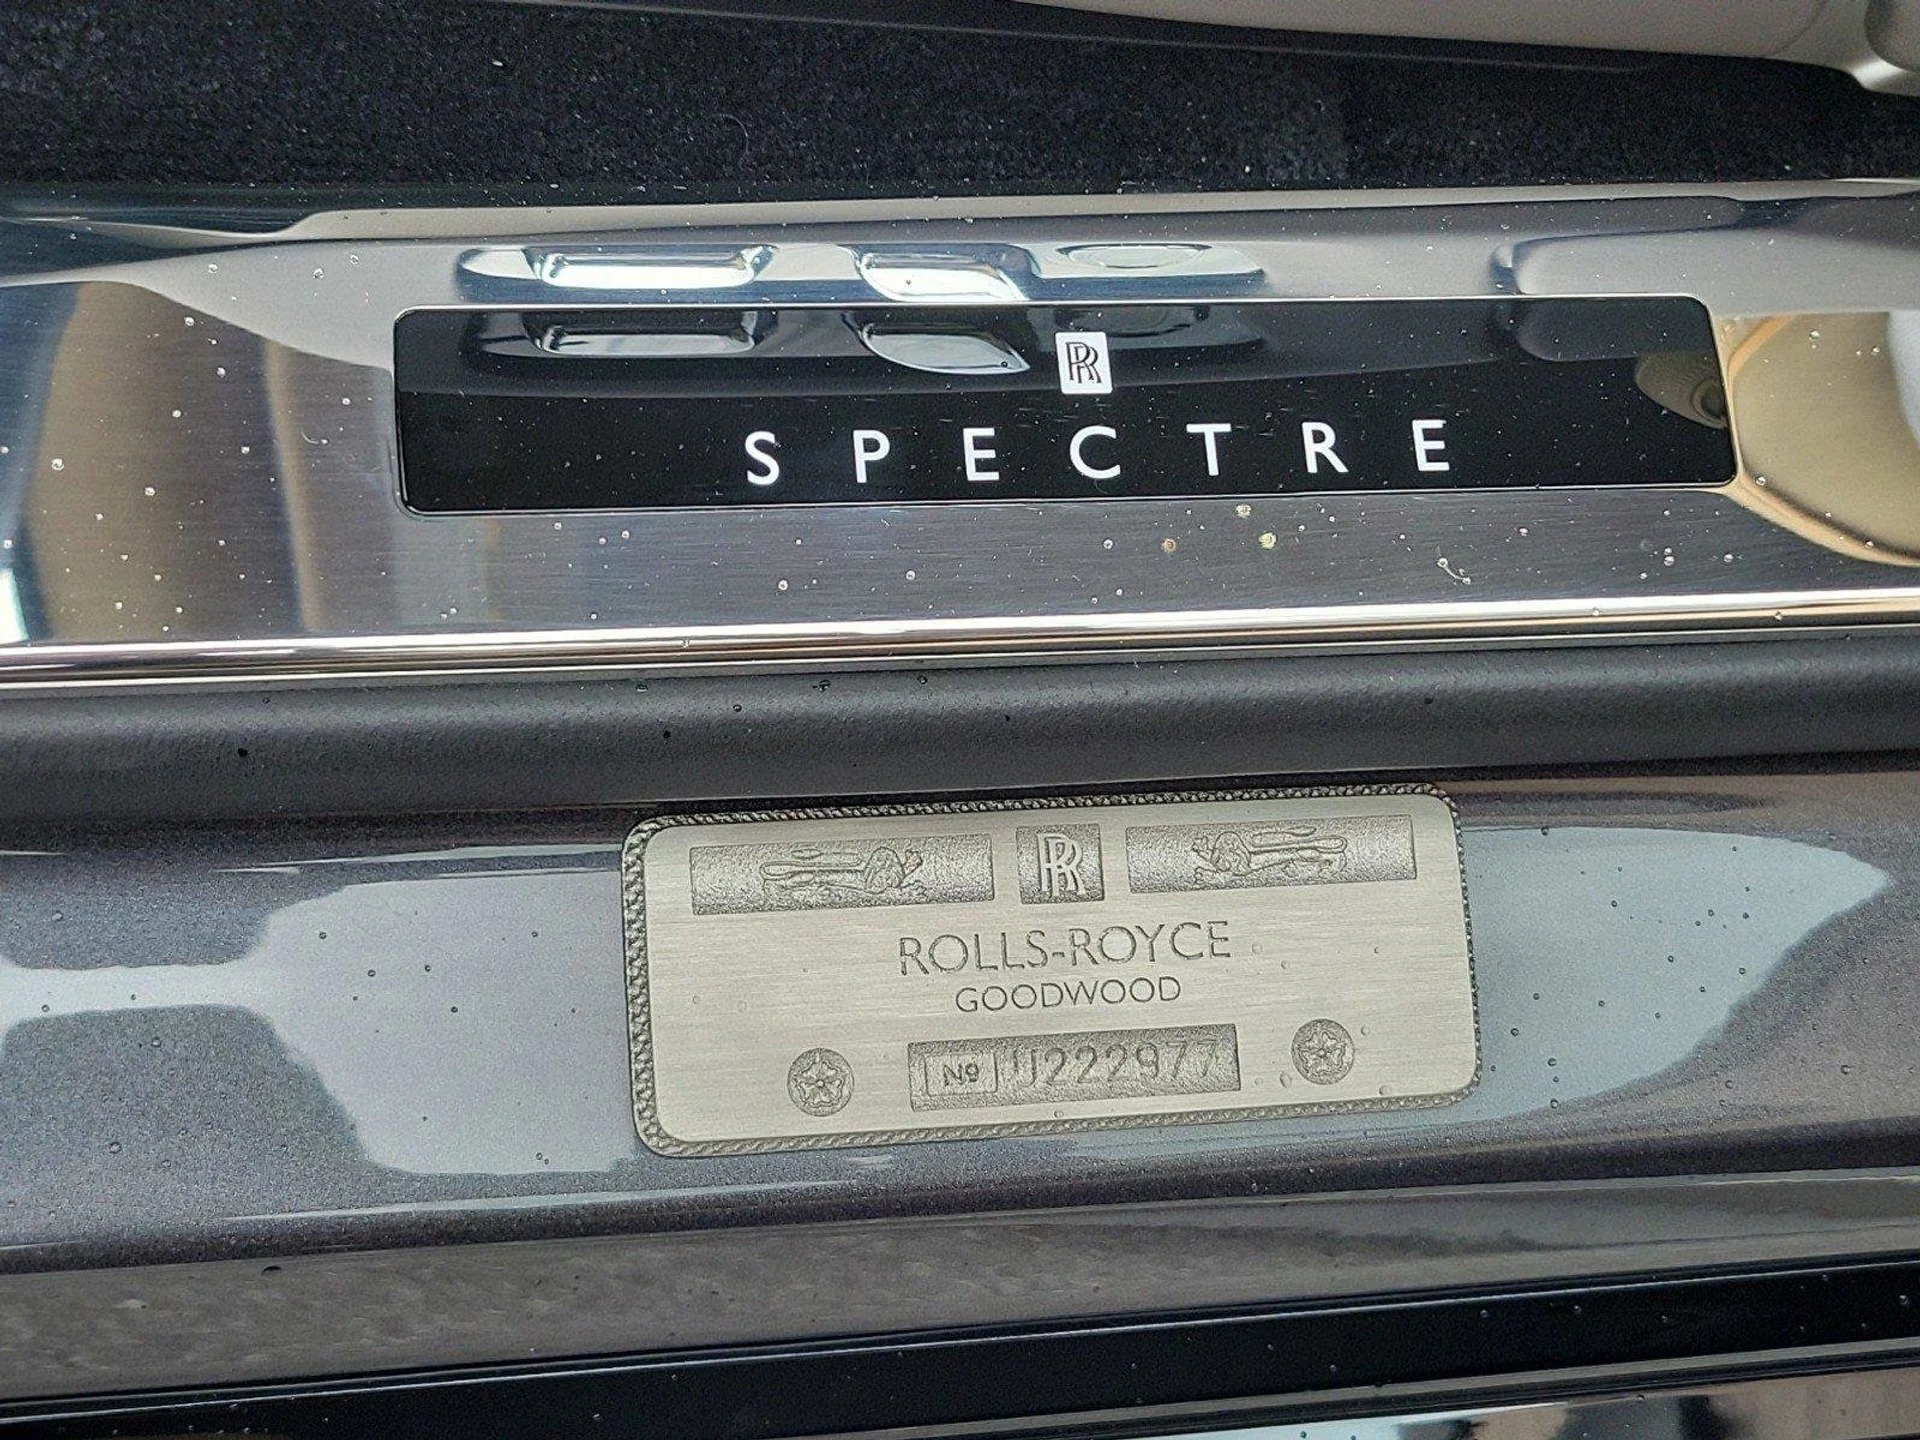 RR
SPECTRE
RR
ROLLS-ROYCE
GOODWOOD
Nº U222977